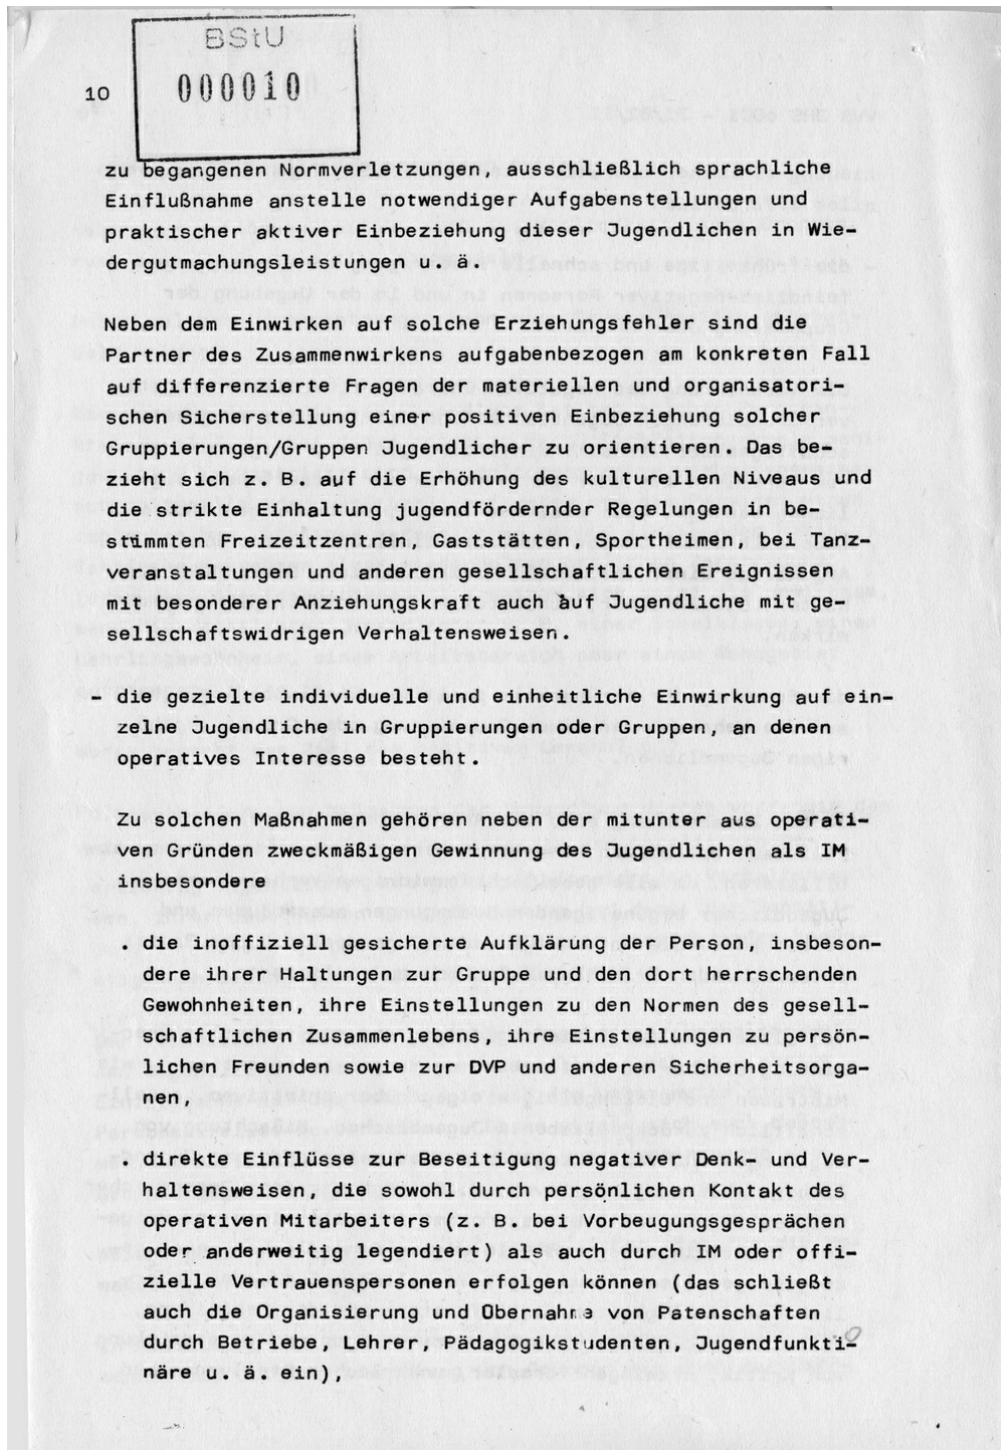 BStU
000010
10
zu begangenen Normverletzungen, ausschließlich sprachliche
Einflußnahme anstelle notwendiger Aufgabenstellungen und
praktischer aktiver Einbeziehung dieser Jugendlichen in Wie-
dergutmachungsleistungen u. ä.
Neben dem Einwirken auf solche Erziehungsfehler sind die
Partner des Zusammenwirkens aufgabenbezogen am konkreten Fall
auf differenzierte Fragen der materiellen und organisatori-
schen Sicherstellung einer positiven Einbeziehung solcher
Gruppierungen/Gruppen Jugendlicher zu orientieren. Das be-
zieht sich z. B. auf die Erhöhung des kulturellen Niveaus und
die strikte Einhaltung jugendfördernder Regelungen in be-
stimmten Freizeitzentren, Gaststätten, Sportheimen, bei Tanz-
veranstaltungen und anderen gesellschaftlichen Ereignissen
mit besonderer Anziehungskraft auch auf Jugendliche mit ge-
sellschaftswidrigen Verhaltensweisen.
- die gezielte individuelle und einheitliche Einwirkung auf ein-
zelne Jugendliche in Gruppierungen oder Gruppen, an denen
operatives Interesse besteht.
Zu solchen Maßnahmen gehören neben der mitunter aus operati-
ven Gründen zweckmäßigen Gewinnung des Jugendlichen als IM
insbesondere
. die inoffiziell gesicherte Aufklärung der Person, insbeson-
dere ihrer Haltungen zur Gruppe und den dort herrschenden
Gewohnheiten, ihre Einstellungen zu den Normen des gesell-
schaftlichen Zusammenlebens, ihre Einstellungen zu persön-
lichen Freunden sowie zur DVP und anderen Sicherheitsorga-
nen,
. direkte Einflüsse zur Beseitigung negativer Denk- und Ver-
haltensweisen, die sowohl durch persönlichen Kontakt des
operativen Mitarbeiters (z. B. bei Vorbeugungsgesprächen
oder anderweitig legendiert) als auch durch IM oder offi-
zielle Vertrauenspersonen erfolgen können (das schließt
auch die Organisierung und Übernahme von Patenschaften
durch Betriebe, Lehrer, Pädagogikstudenten, Jugendfunkti-
näre u. ä. ein),